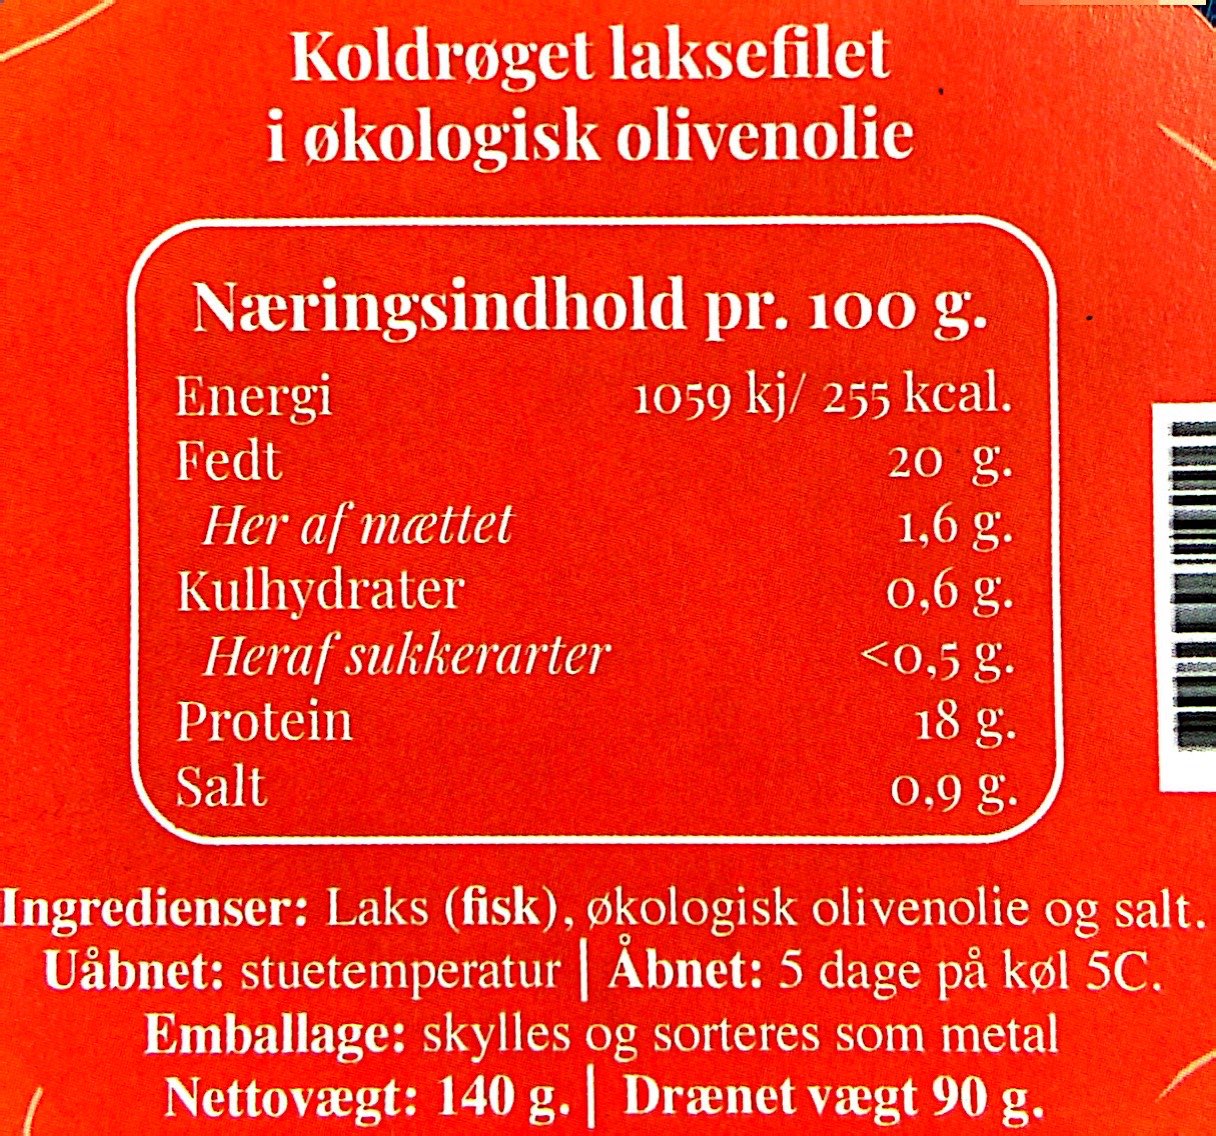 Koldrøget laksefilet
i økologisk olivenolie
Næringsindhold pr. 100 g.
Energi 1059 kj/ 255 kcal.
Fedt 20 g.
Her af mættet 1,6 g.
Kulhydrater 0,6 g.
Heraf sukkerarter <0,5 g.
Protein 18 g.
Salt 0,9 g.
Ingredienser: Laks (fisk), økologisk olivenolie og salt.
Uåbnet: stuetemperatur | Åbnet: 5 dage på køl 5C.
Emballage: skylles og sorteres som metal
Nettovægt: 140 g. | Drænet vægt 90 g.